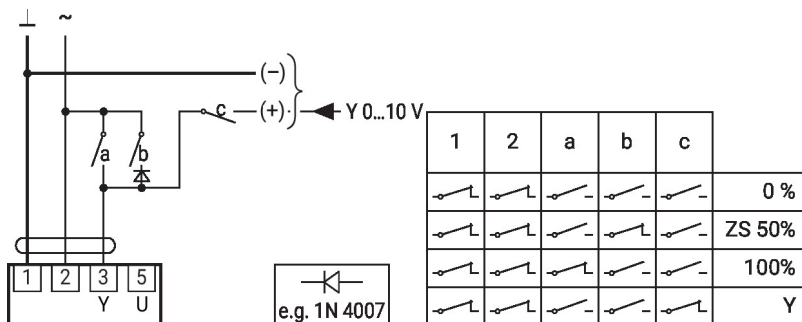 ⊥ ~
(−)
c (+) Y 0...10 V
a b
1 2 3 5
Y U
e.g. 1N 4007
1 2 a b c
0 %
ZS 50%
100%
Y